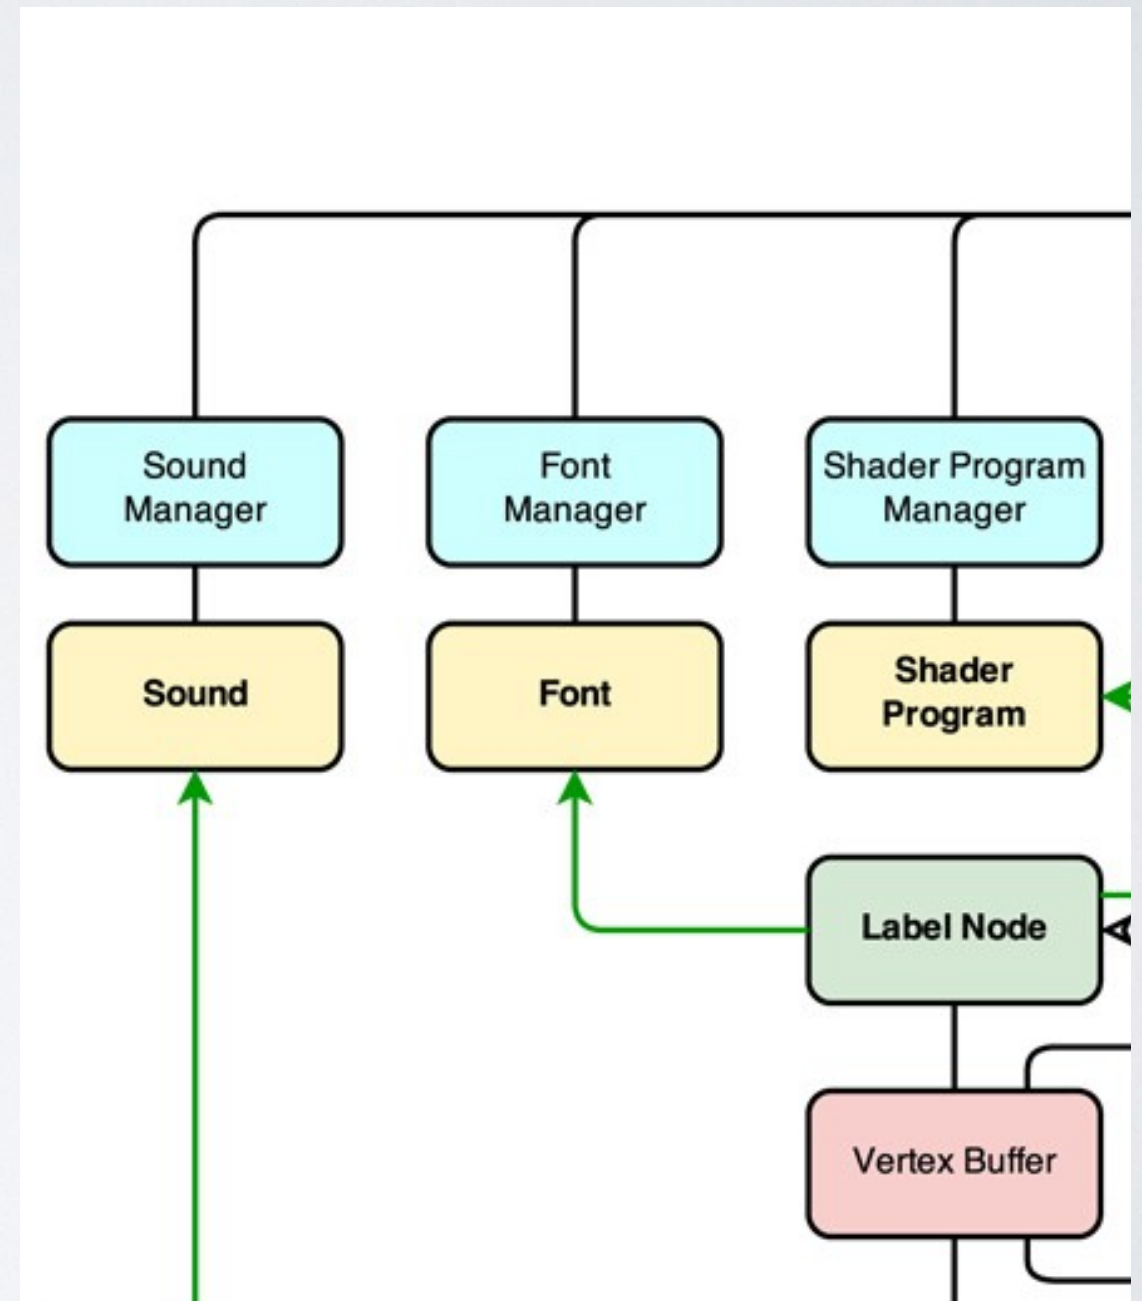 Sound
Manager
Font
Manager
Shader Program
Manager
Sound
Font
Shader
Program
Label Node
Vertex Buffer